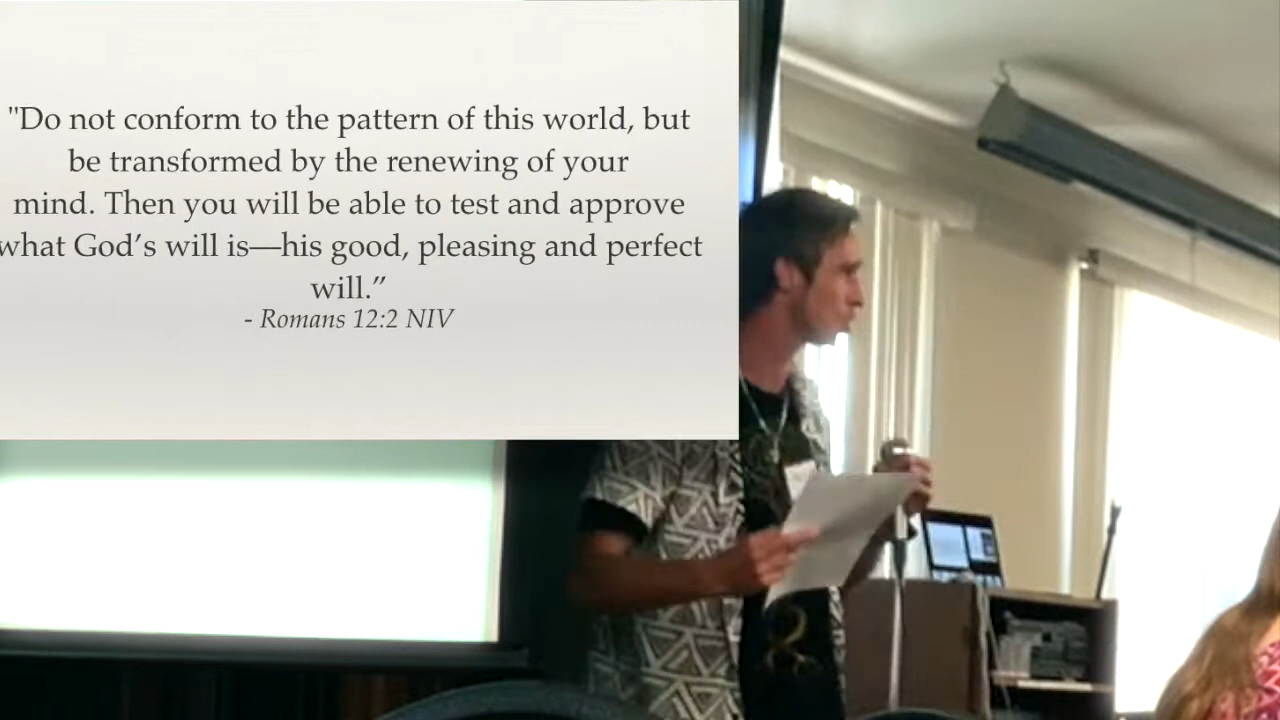 "Do not conform to the pattern of this world, but
be transformed by the renewing of your
mind. Then you will be able to test and approve
what God’s will is—his good, pleasing and perfect
will.”
- Romans 12:2 NIV